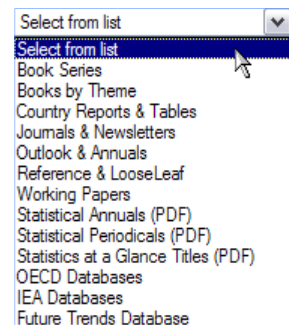 Select from list
Select from list
Book Series
Books by Theme
Country Reports & Tables
Journals & Newsletters
Outlook & Annuals
Reference & LooseLeaf
Working Papers
Statistical Annuals (PDF)
Statistical Periodicals (PDF)
Statistics at a Glance Titles (PDF)
OECD Databases
IEA Databases
Future Trends Database